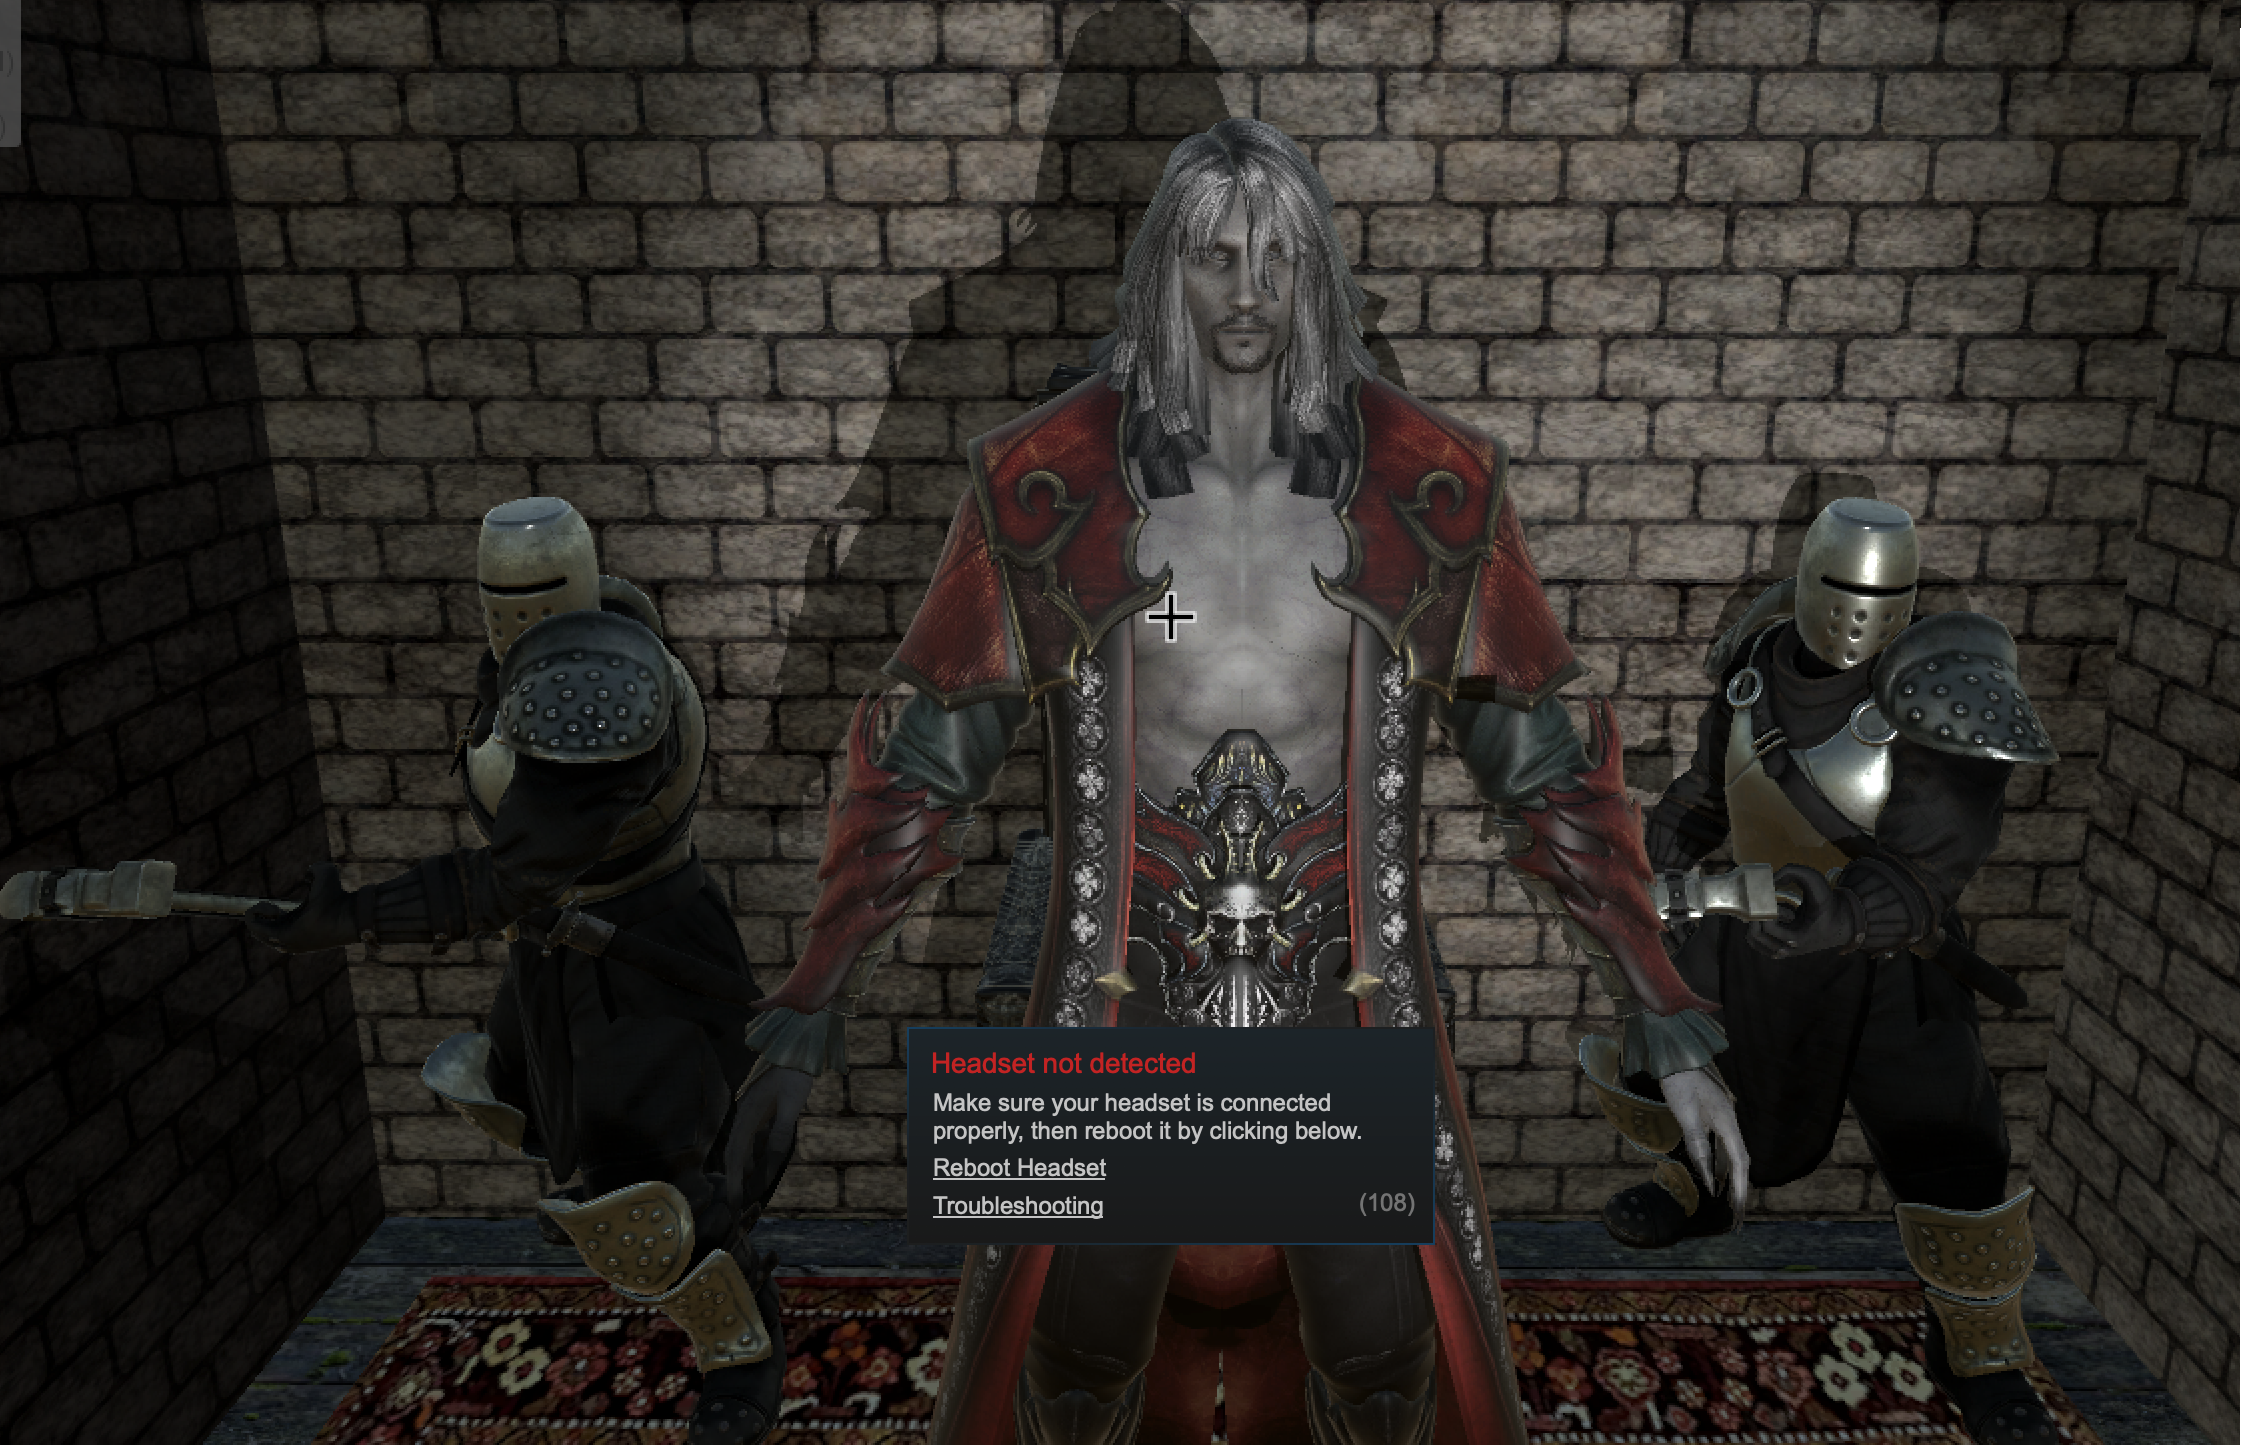 Headset not detected
Make sure your headset is connected
properly, then reboot it by clicking below.
Reboot Headset
Troubleshooting
(108)